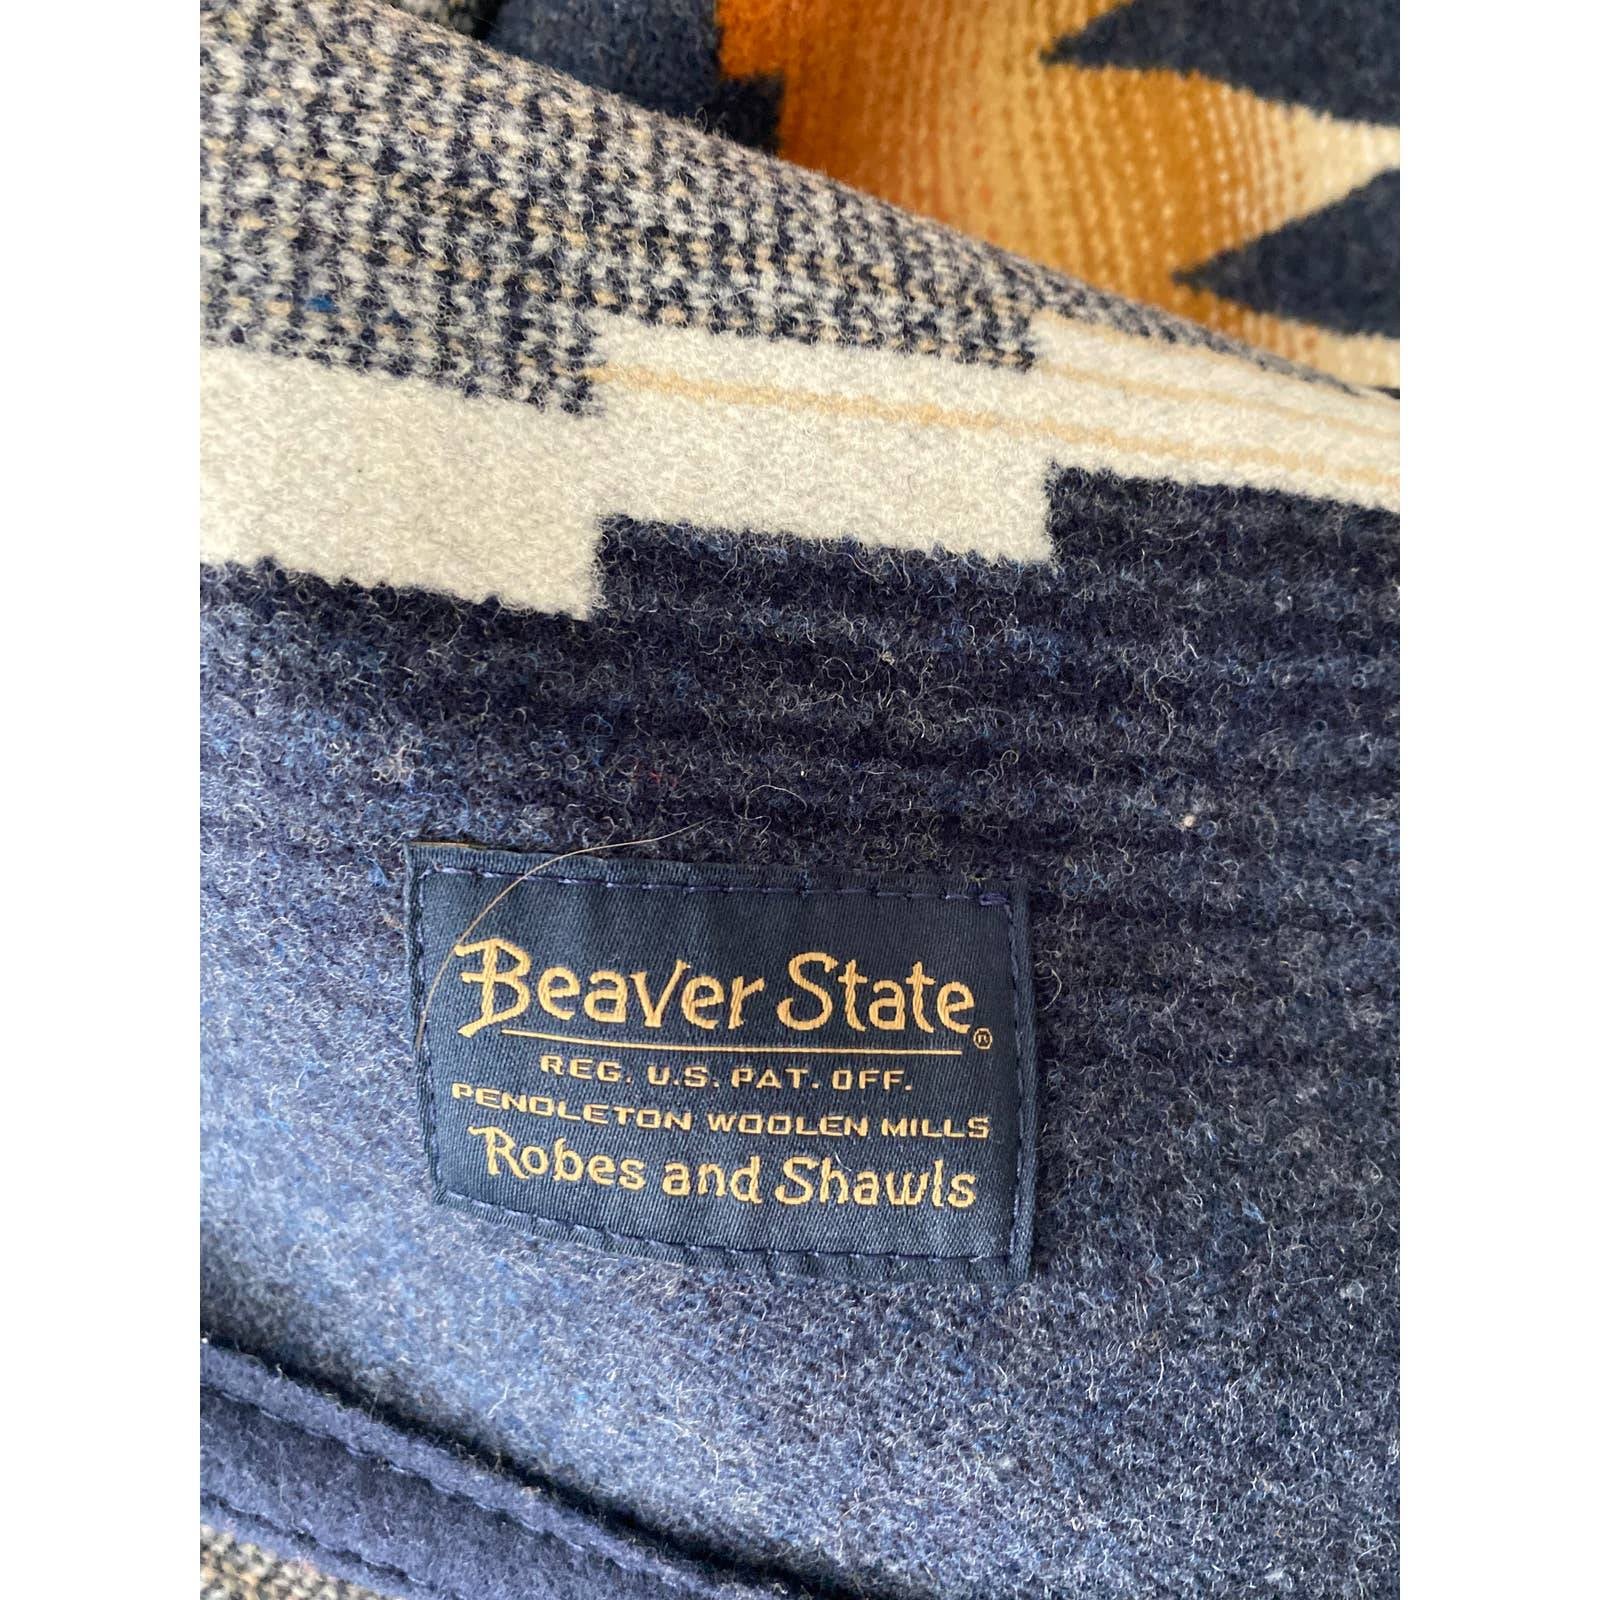 Beaver State®
REG. U.S. PAT. OFF.
PENDLETON WOOLEN MILLS
Robes and Shawls